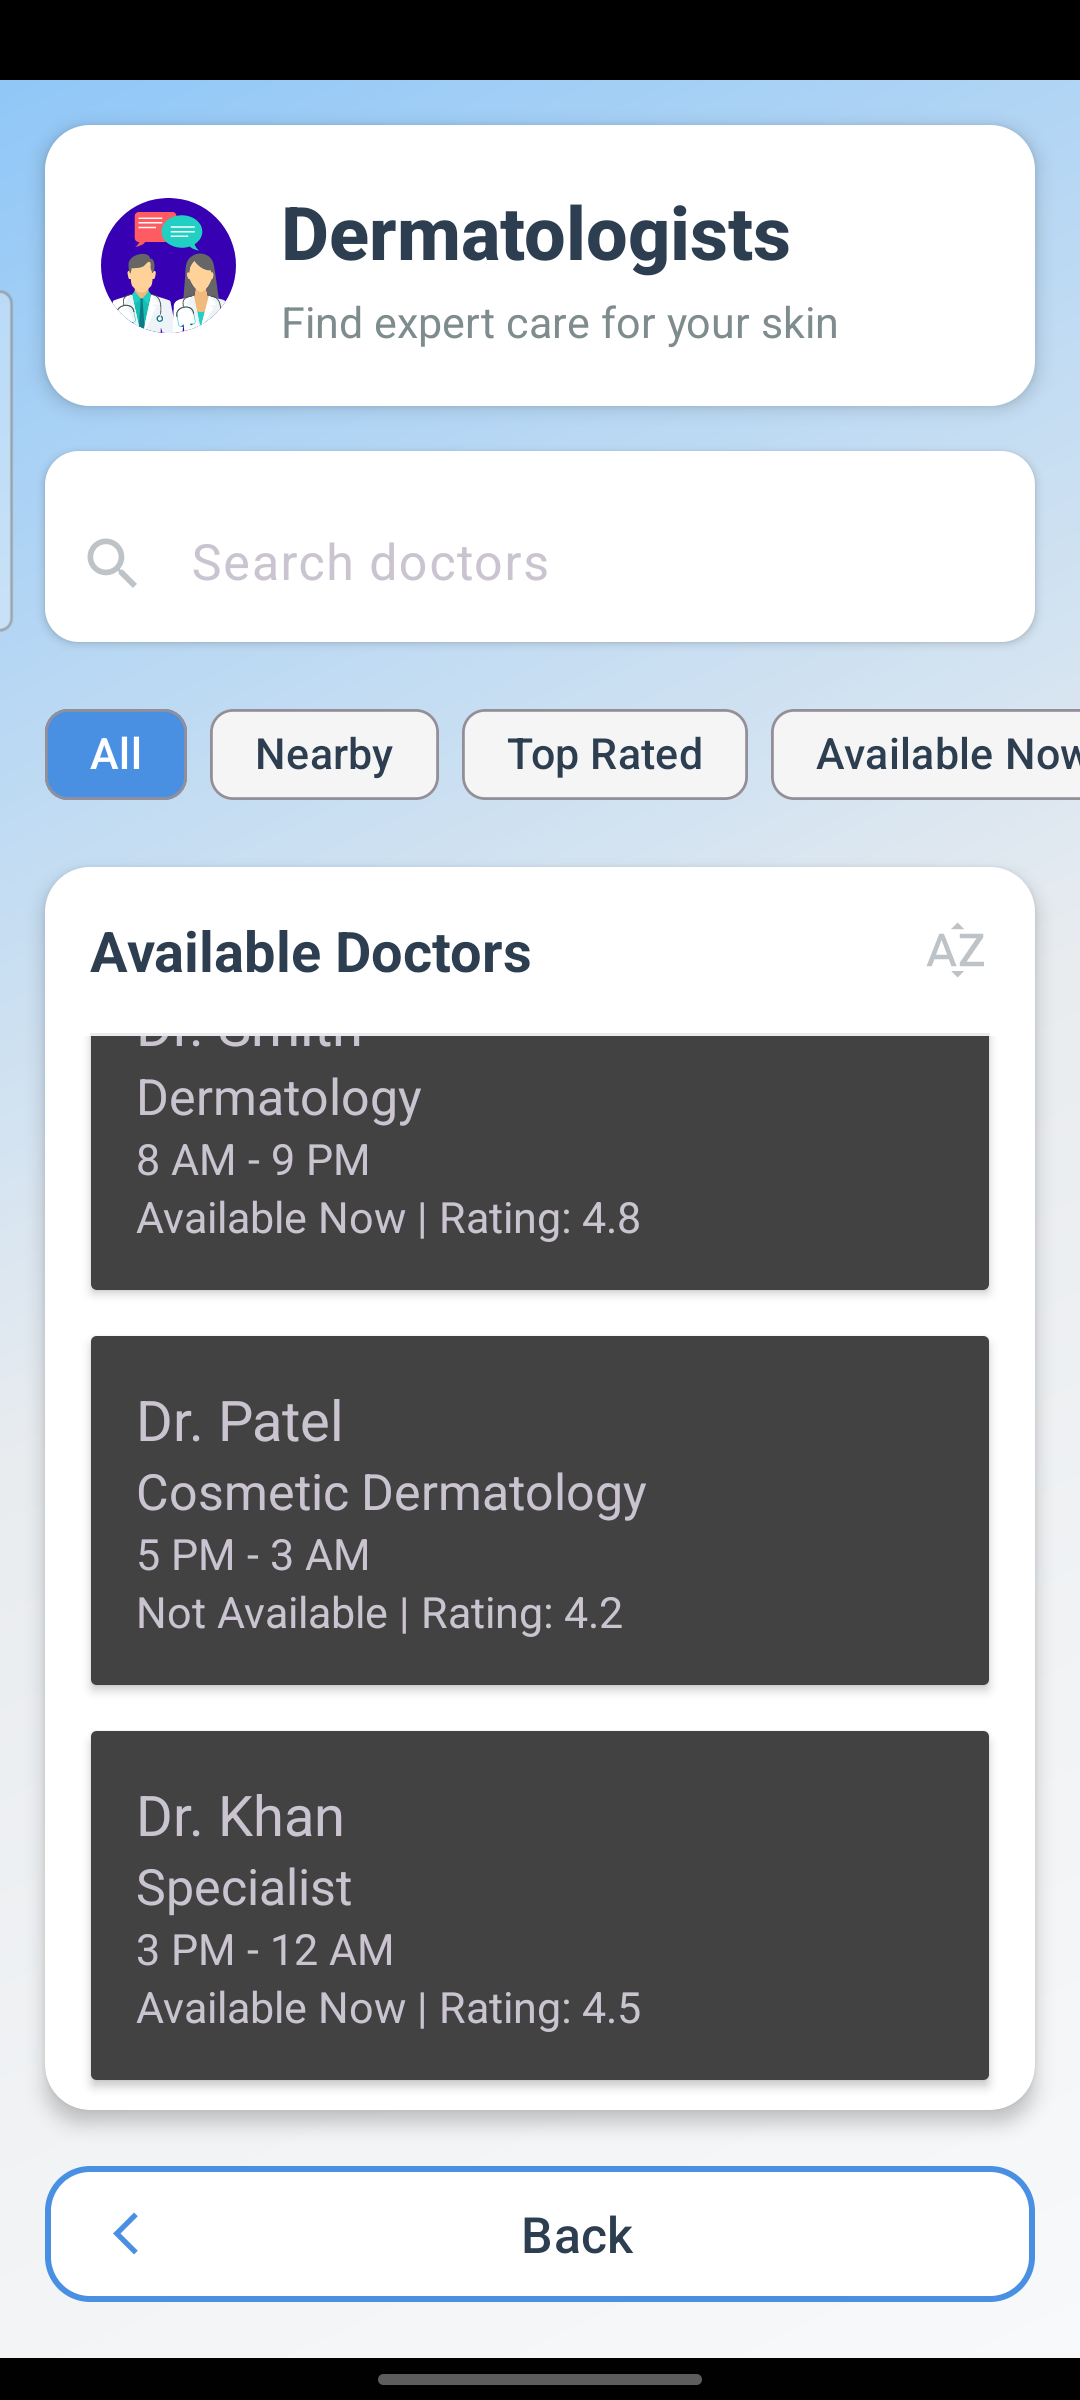 Dermatologists
Find expert care for your skin
Search doctors
All
Nearby
Top Rated
Available Now
Available Doctors
AZ
Dr. Smith
Dermatology
8 AM - 9 PM
Available Now | Rating: 4.8
Dr. Patel
Cosmetic Dermatology
5 PM - 3 AM
Not Available | Rating: 4.2
Dr. Khan
Specialist
3 PM - 12 AM
Available Now | Rating: 4.5
Back